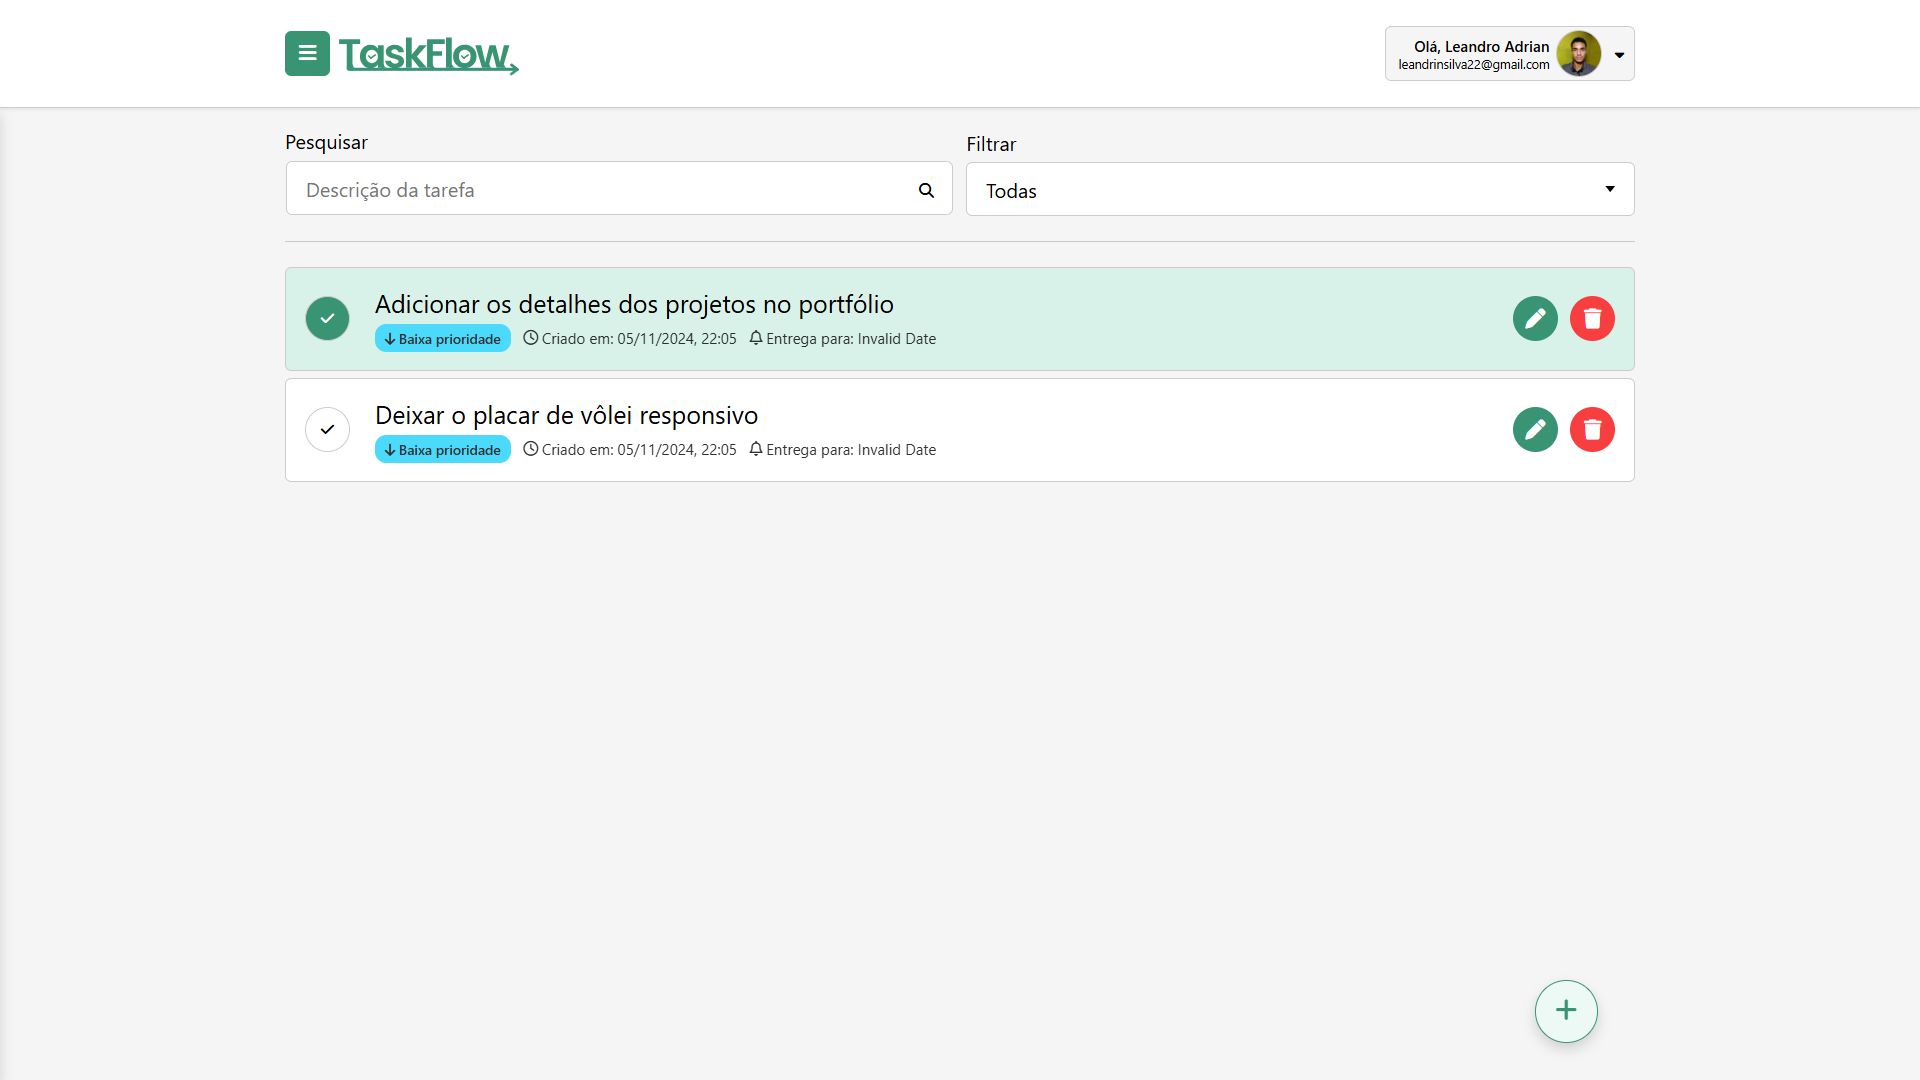 TaskFlow
Olá, Leandro Adrian
leandrinsilva22@gmail.com
Pesquisar
Filtrar
Descrição da tarefa
Todas
Adicionar os detalhes dos projetos no portfólio
Baixa prioridade Criado em: 05/11/2024, 22:05 Entrega para: Invalid Date
Deixar o placar de vôlei responsivo
Baixa prioridade Criado em: 05/11/2024, 22:05 Entrega para: Invalid Date